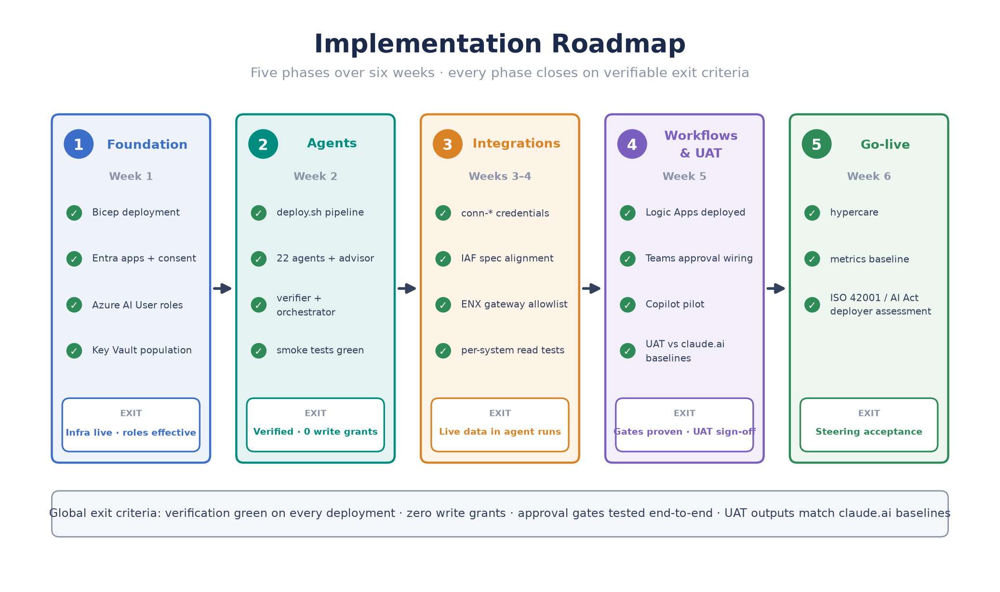 Implementation Roadmap
Five phases over six weeks · every phase closes on verifiable exit criteria
1
Foundation
Week 1
✓ Bicep deployment
✓ Entra apps + consent
✓ Azure AI User roles
✓ Key Vault population
EXIT
Infra live · roles effective
2
Agents
Week 2
✓ deploy.sh pipeline
✓ 22 agents + advisor
✓ verifier +
orchestrator
✓ smoke tests green
EXIT
Verified · 0 write grants
3
Integrations
Weeks 3–4
✓ conn-* credentials
✓ IAF spec alignment
✓ ENX gateway allowlist
✓ per-system read tests
EXIT
Live data in agent runs
4
Workflows
& UAT
Week 5
✓ Logic Apps deployed
✓ Teams approval wiring
✓ Copilot pilot
✓ UAT vs claude.ai
baselines
EXIT
Gates proven · UAT sign-off
5
Go-live
Week 6
✓ hypercare
✓ metrics baseline
✓ ISO 42001 / AI Act
deployer assessment
EXIT
Steering acceptance
Global exit criteria: verification green on every deployment · zero write grants · approval gates tested end-to-end · UAT outputs match claude.ai baselines